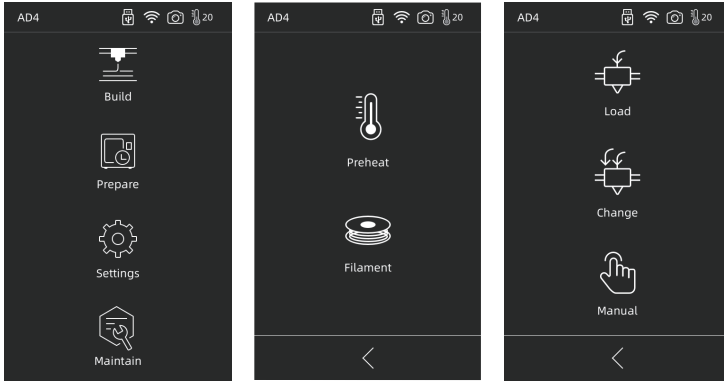 AD4 20
Build
Prepare
Settings
Maintain
AD4 20
Preheat
Filament
AD4 20
Load
Change
Manual